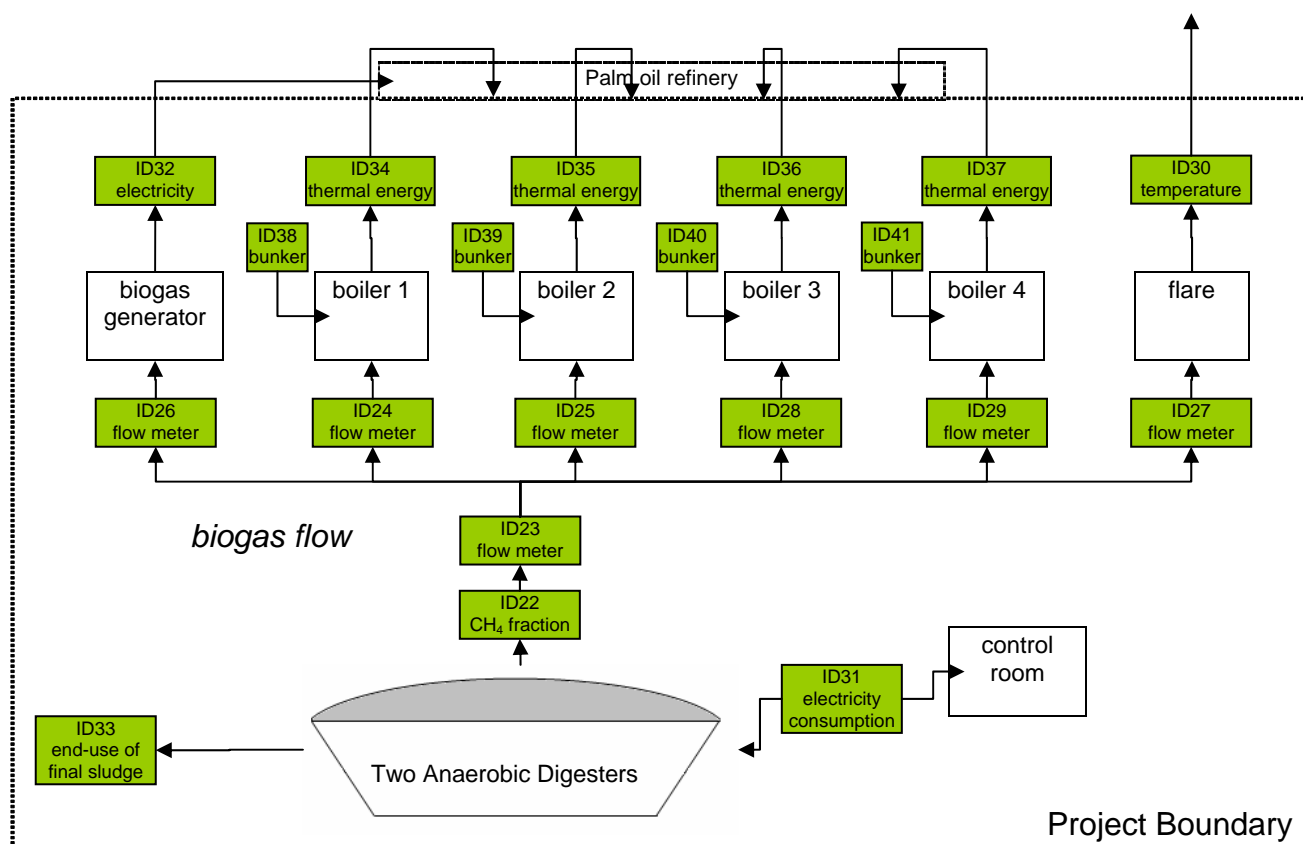 Palm oil refinery
ID32
electricity
ID34
thermal energy
ID35
thermal energy
ID36
thermal energy
ID37
thermal energy
ID30
temperature
ID38
bunker
ID39
bunker
ID40
bunker
ID41
bunker
biogas
generator
boiler 1
boiler 2
boiler 3
boiler 4
flare
ID26
flow meter
ID24
flow meter
ID25
flow meter
ID28
flow meter
ID29
flow meter
ID27
flow meter
biogas flow
ID23
flow meter
ID22
CH₄ fraction
control
room
ID31
electricity
consumption
ID33
end-use of
final sludge
Two Anaerobic Digesters
Project Boundary